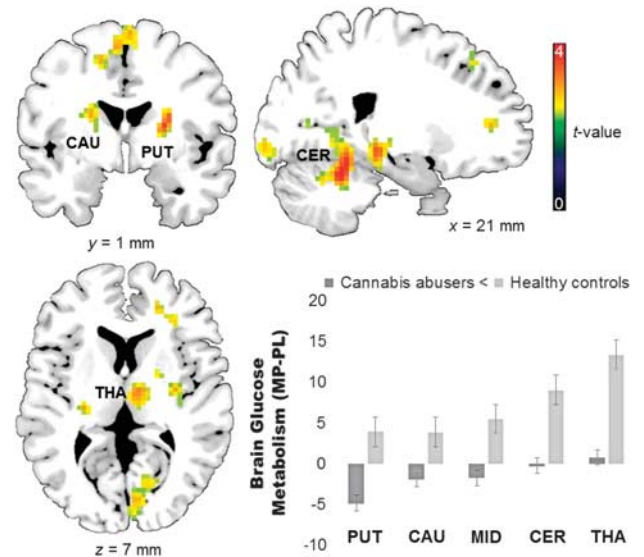 CAU
PUT
y = 1 mm
CER
x = 21 mm
4
t-value
0
THA
z = 7 mm
Cannabis abusers < Healthy controls
Brain Glucose
Metabolism (MP-PL)
20
15
10
5
0
-5
-10
PUT CAU MID CER THA